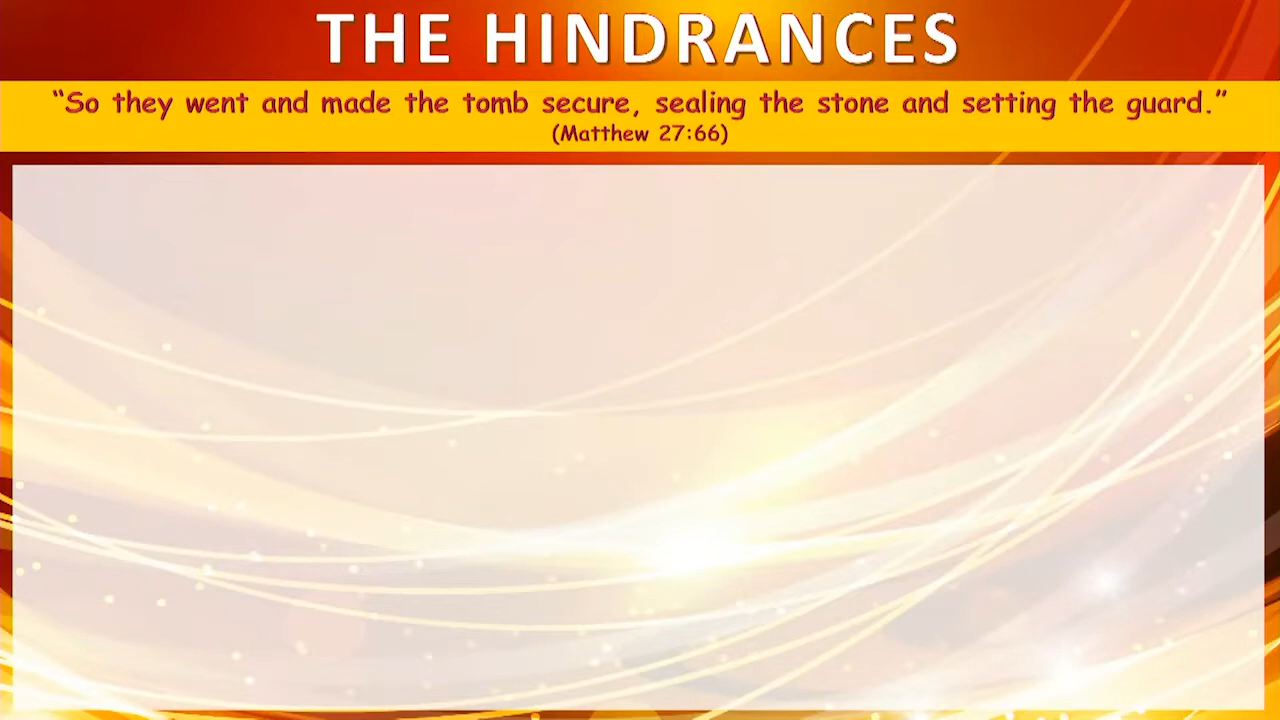 THE HINDRANCES
“So they went and made the tomb secure, sealing the stone and setting the guard.”
(Matthew 27:66)